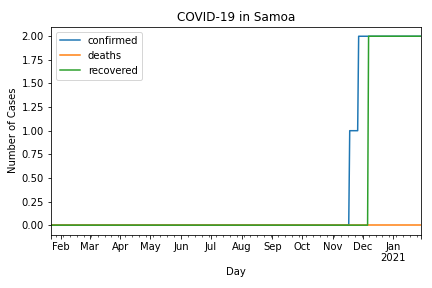 COVID-19 in Samoa
confirmed
deaths
recovered
Number of Cases
2.00
1.75
1.50
1.25
1.00
0.75
0.50
0.25
0.00
Feb Mar Apr May Jun Jul Aug Sep Oct Nov Dec Jan
2021
Day